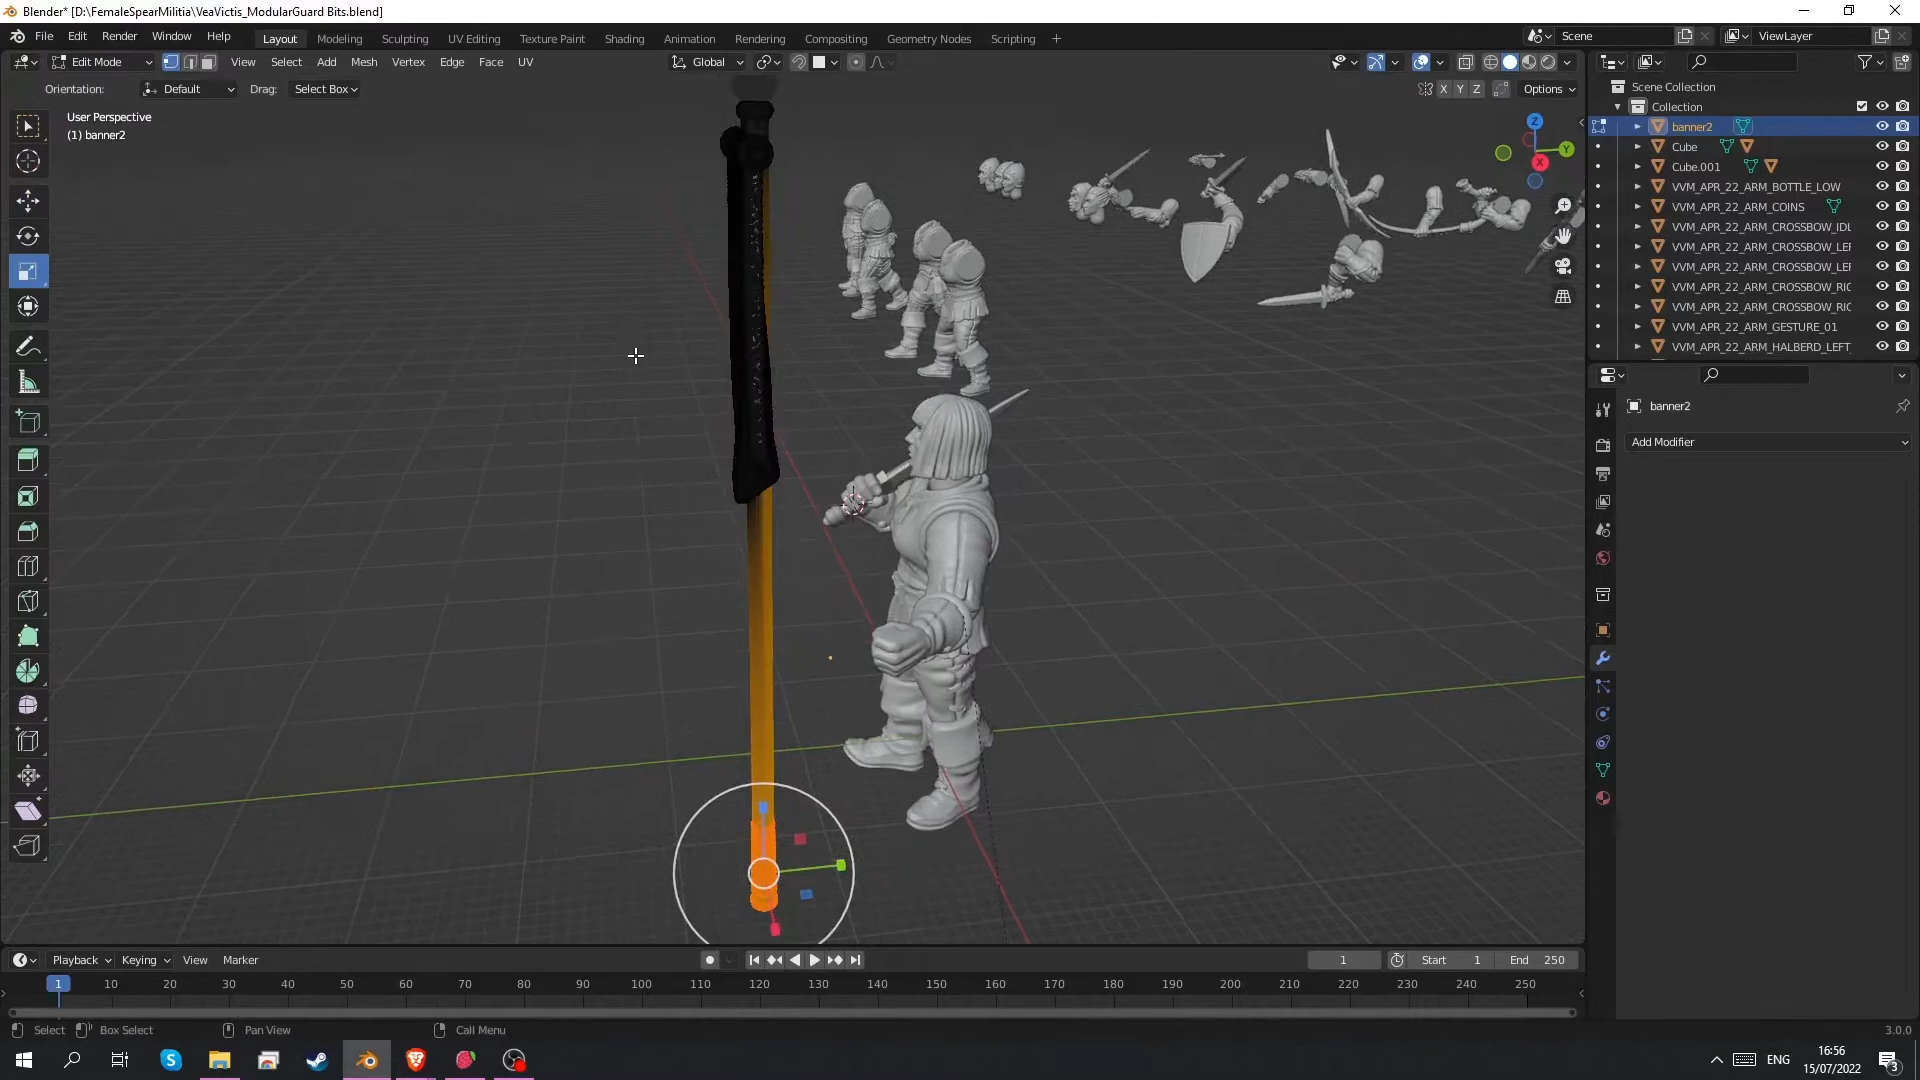 Blender* [D:\FemaleSpearMilitia\VeaVictis_ModularGuard Bits.blend]
File Edit Render Window Help Layout Modeling Sculpting UV Editing Texture Paint Shading Animation Rendering Compositing Geometry Nodes Scripting + Scene ViewLayer
Edit Mode View Select Add Mesh Vertex Edge Face UV Global
Orientation: Default Drag: Select Box X Y Z Options
User Perspective
(1) banner2
Z
Y
X
Scene Collection
Collection
banner2
Cube
Cube.001
VVM_APR_22_ARM_BOTTLE_LOW
VVM_APR_22_ARM_COINS
VVM_APR_22_ARM_CROSSBOW_IDL
VVM_APR_22_ARM_CROSSBOW_LEF
VVM_APR_22_ARM_CROSSBOW_LEF
VVM_APR_22_ARM_CROSSBOW_RIG
VVM_APR_22_ARM_CROSSBOW_RIG
VVM_APR_22_ARM_GESTURE_01
VVM_APR_22_ARM_HALBERD_LEFT_
banner2
Add Modifier
Playback Keying View Marker 1 Start 1 End 250
1 10 20 30 40 50 60 70 80 90 100 110 120 130 140 150 160 170 180 190 200 210 220 230 240 250
Select Box Select Pan View Call Menu 3.0.0
ENG 16:56
15/07/2022 3